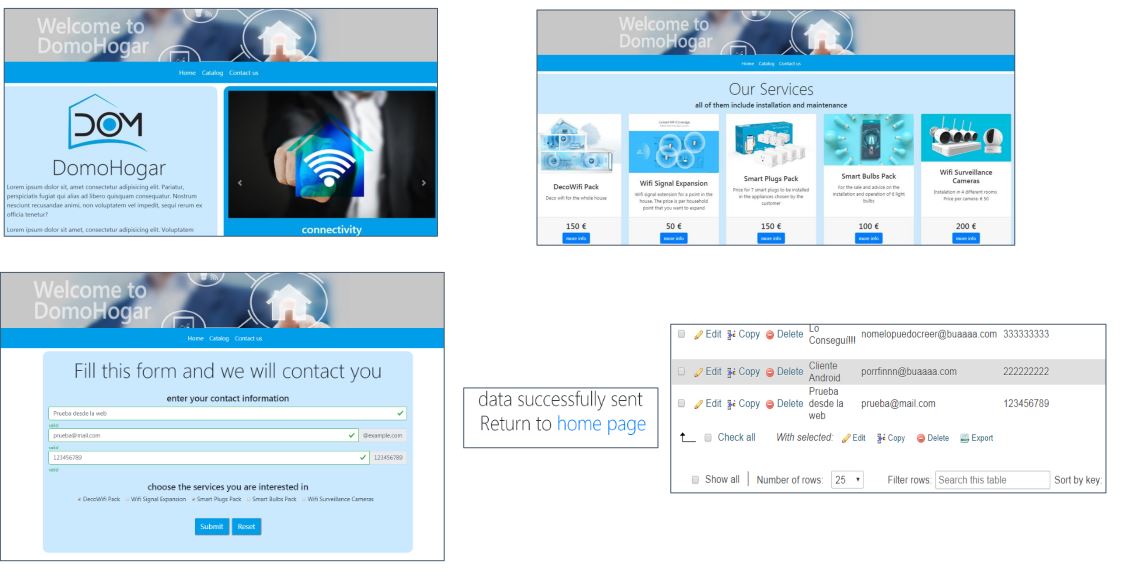 Welcome to
DomoHogar
Home Catalog Contact us
DOM
DomoHogar
Lorem ipsum dolor sit, amet consectetur adipisicing elit. Pariatur,
perspiciatis fugiat qui alias ad libero quisquam consequatur. Nostrum
nesciunt recusandae animi, non voluptatem vel impedit, sequi rerum ex
officia tenetur?
Lorem ipsum dolor sit, amet, consectetur adipisicing elit. Voluptatem
connectivity
Welcome to
DomoHogar
Home Catalog Contact us
Our Services
all of them include installation and maintenance
DecoWifi Pack
Deco wifi for the whole house
150 €
more info
Wifi Signal Expansion
Wifi signal extension for a point in the
house. The price is per household
point that you want to expand
50 €
more info
Smart Plugs Pack
Price for 7 smart plugs to be installed
in the appliances chosen by the
customer
150 €
more info
Smart Bulbs Pack
For the sale and advice on the
installation and operation of 6 light
bulbs
100 €
more info
Wifi Surveillance
Cameras
Instalation in 4 different rooms
Price per camera: € 50
200 €
more info
Welcome to
DomoHogar
Home Catalog Contact us
Fill this form and we will contact you
enter your contact information
Prueba desde la web
valid
prueba@mail.com @example.com
valid
123456789 123456789
valid
choose the services you are interested in
DecoWifi Pack Wifi Signal Expansion Smart Plugs Pack Smart Bulbs Pack Wifi Surveillance Cameras
Submit Reset
data successfully sent
Return to home page
Edit Copy Delete Lo Conseguí!!! nomelopuedocreer@buaaaa.com 333333333
Edit Copy Delete Cliente Android porrfinnn@buaaaa.com 222222222
Edit Copy Delete Prueba desde la web prueba@mail.com 123456789
Check all With selected: Edit Copy Delete Export
Show all Number of rows: 25 Filter rows: Search this table Sort by key: